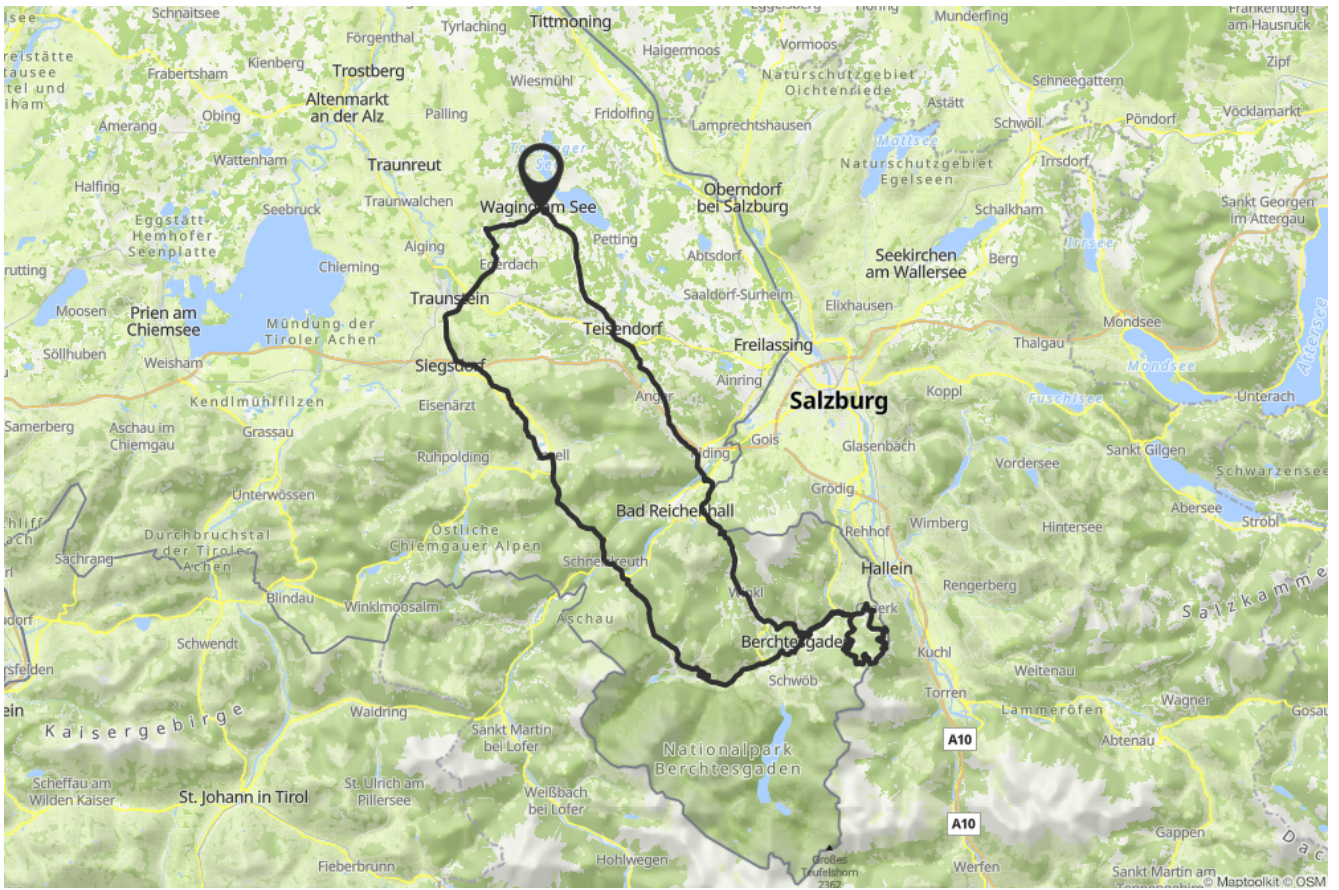 Schnaitsee
Tittmoning
Eggelsberg
Höring
Munderfing
Frankenburg
am Hausruck
Förgenthal
Tyrlaching
Kienberg
Frabertsham
Trostberg
Wiesmühl
Haigermoos
Vormoos
Naturschutzgebiet
Oichtenriede
Schneegattern
Zipf
Altenmarkt
an der Alz
Obing
Palling
Fridolfing
Lamprechtshausen
Astätt
Schwöll
Pöndorf
Vöcklamarkt
Amerang
Wattenham
Traunreut
Mattsee
Naturschutzgebiet
Egelseen
Irrsdorf
Halfing
Eggstätt-
Hemhofer
Seenplatte
Seebruck
Traunwalchen
Waging am See
Oberndorf
bei Salzburg
Schalkham
Sankt Georgen
im Attergau
Aiging
Ederdach
Petting
Abtsdorf
Seekirchen
am Wallersee
Berg
Irrsee
Chieming
Moosen
Prien am
Chiemsee
Mündung der
Tiroler Achen
Traunstein
Saaldorf-Surheim
Elixhausen
Mondsee
Attersee
Söllhuben
Weisham
Teisendorf
Freilassing
Thalgau
Siegsdorf
Ainring
Mondsee
Kendlmühlfilzen
Eisenärzt
Anger
Salzburg
Koppl
Fuschlsee
Unterach
Samerberg
Aschau im
Chiemgau
Grassau
Gois
Glasenbach
Sankt Gilgen
Ruhpolding
Piding
Vordersee
Schwarzensee
Unterwössen
Grödig
Abersee
Strobl
Bad Reichenhall
Wimberg
Hintersee
Durchbruchstal
der Tiroler
Achen
Östliche
Chiemgauer Alpen
Rehhof
Sachrang
Schneizlreuth
Hallein
Rengerberg
Blindau
Winklmoosalm
Winkl
Aschau
Schwendt
Berchtesgaden
Kuchl
Weitenau
Schwöb
Torren
Lammeröfen
Wagner
Gosau
Kaisergebirge
Waidring
Sankt Martin
bei Lofer
A10
Abtenau
Nationalpark
Berchtesgaden
Scheffau am
Wilden Kaiser
St. Johann in Tirol
St. Ulrich am
Pillersee
Weißbach
bei Lofer
A10
Gappen
Fieberbrunn
Hohlwegen
Großes
Teufelshorn
2362
Werfen
Sankt Martin am
© Maptoolkit © OSM